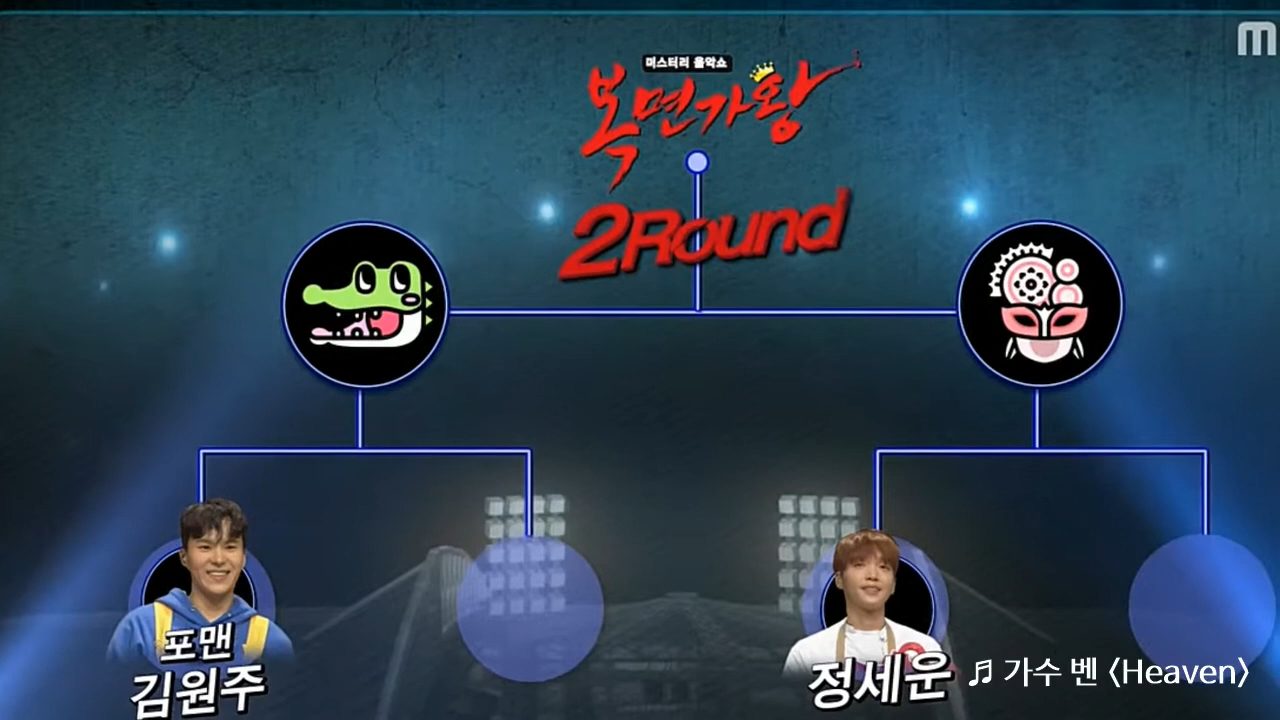 미스터리 음악쇼
복면가왕
2Round
포맨
김원주
정세운
♬ 가수 벤 〈Heaven〉